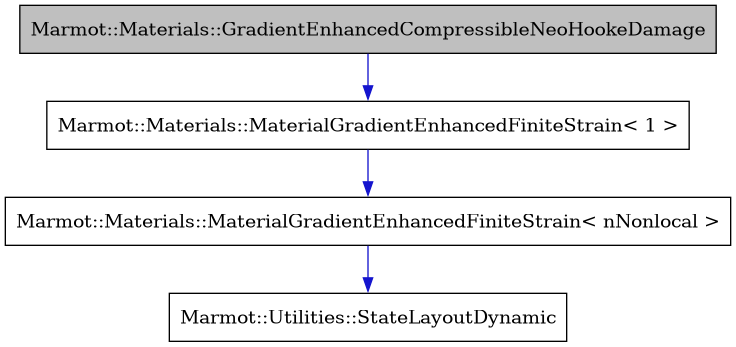 Marmot::Materials::GradientEnhancedCompressibleNeoHookeDamage
Marmot::Materials::MaterialGradientEnhancedFiniteStrain< 1 >
Marmot::Materials::MaterialGradientEnhancedFiniteStrain< nNonlocal >
Marmot::Utilities::StateLayoutDynamic